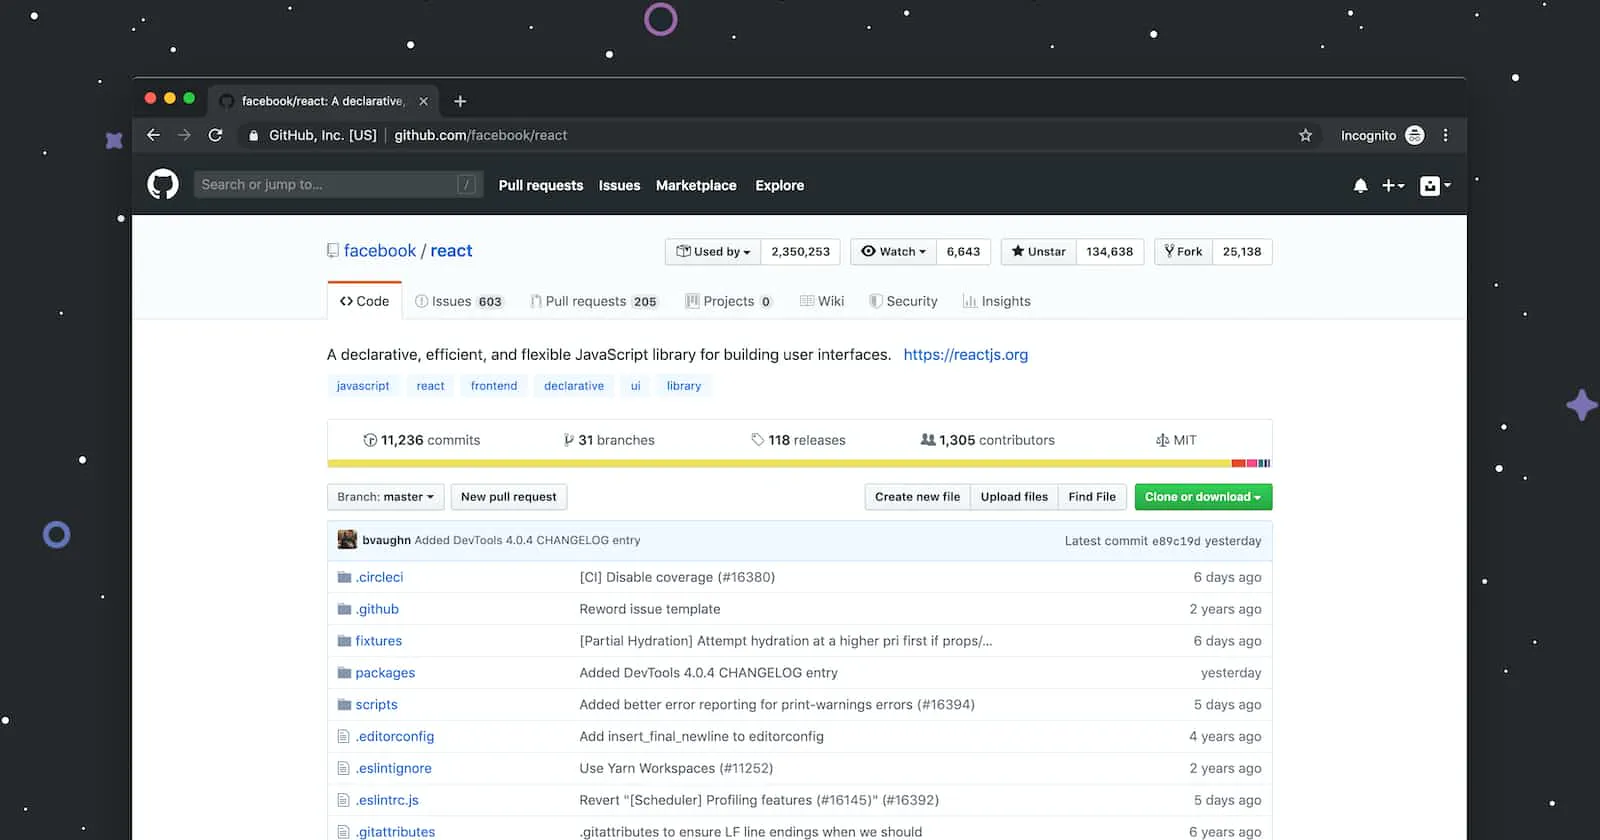 facebook/react: A declarative,
GitHub, Inc. [US] | github.com/facebook/react
Incognito
Search or jump to... /
Pull requests Issues Marketplace Explore
facebook / react
Used by 2,350,253 Watch 6,643 Unstar 134,638 Fork 25,138
Code Issues 603 Pull requests 205 Projects 0 Wiki Security Insights
A declarative, efficient, and flexible JavaScript library for building user interfaces. https://reactjs.org
javascript react frontend declarative ui library
11,236 commits 31 branches 118 releases 1,305 contributors MIT
Branch: master New pull request Create new file Upload files Find File Clone or download
bvaughn Added DevTools 4.0.4 CHANGELOG entry Latest commit e89c19d yesterday
.circleci [CI] Disable coverage (#16380) 6 days ago
.github Reword issue template 2 years ago
fixtures [Partial Hydration] Attempt hydration at a higher pri first if props/... 6 days ago
packages Added DevTools 4.0.4 CHANGELOG entry yesterday
scripts Added better error reporting for print-warnings errors (#16394) 5 days ago
.editorconfig Add insert_final_newline to editorconfig 4 years ago
.eslintignore Use Yarn Workspaces (#11252) 2 years ago
.eslintrc.js Revert "[Scheduler] Profiling features (#16145)" (#16392) 5 days ago
.gitattributes .gitattributes to ensure LF line endings when we should 6 years ago